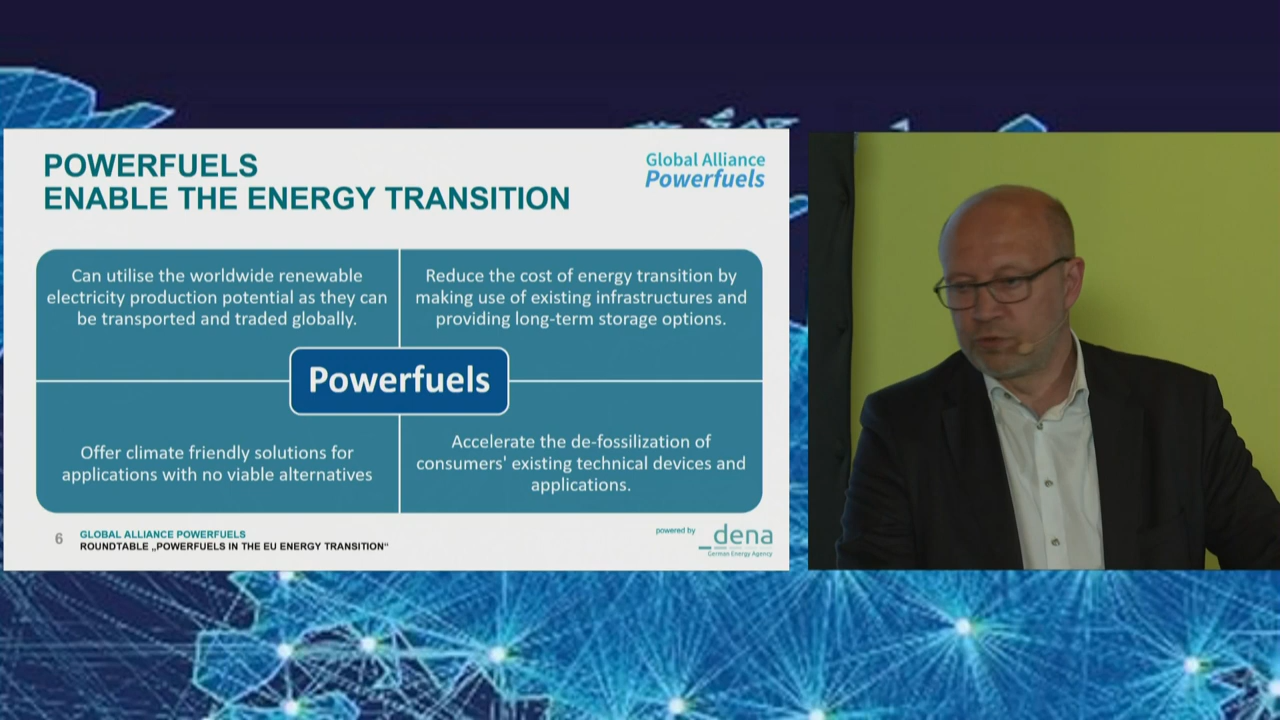 POWERFUELS
ENABLE THE ENERGY TRANSITION
Global Alliance
Powerfuels
Can utilise the worldwide renewable
electricity production potential as they can
be transported and traded globally.
Reduce the cost of energy transition by
making use of existing infrastructures and
providing long-term storage options.
Powerfuels
Offer climate friendly solutions for
applications with no viable alternatives
Accelerate the de-fossilization of
consumers' existing technical devices and
applications.
6
GLOBAL ALLIANCE POWERFUELS
ROUNDTABLE „POWERFUELS IN THE EU ENERGY TRANSITION“
powered by
dena
German Energy Agency